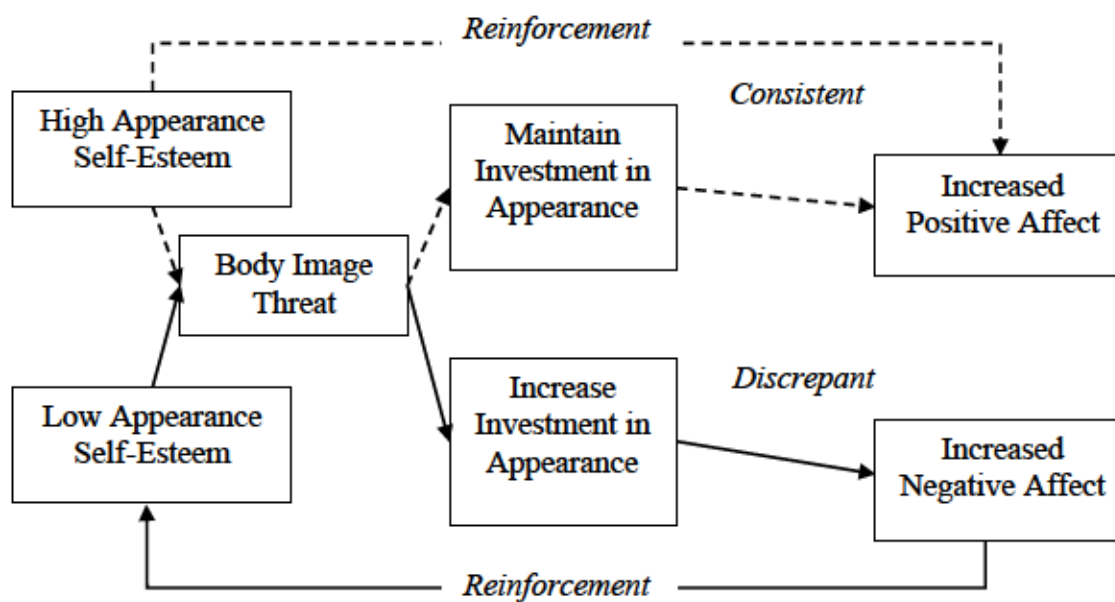 Reinforcement
High Appearance
Self-Esteem
Consistent
Maintain
Investment in
Appearance
Increased
Positive Affect
Body Image
Threat
Low Appearance
Self-Esteem
Increase
Investment in
Appearance
Discrepant
Increased
Negative Affect
Reinforcement